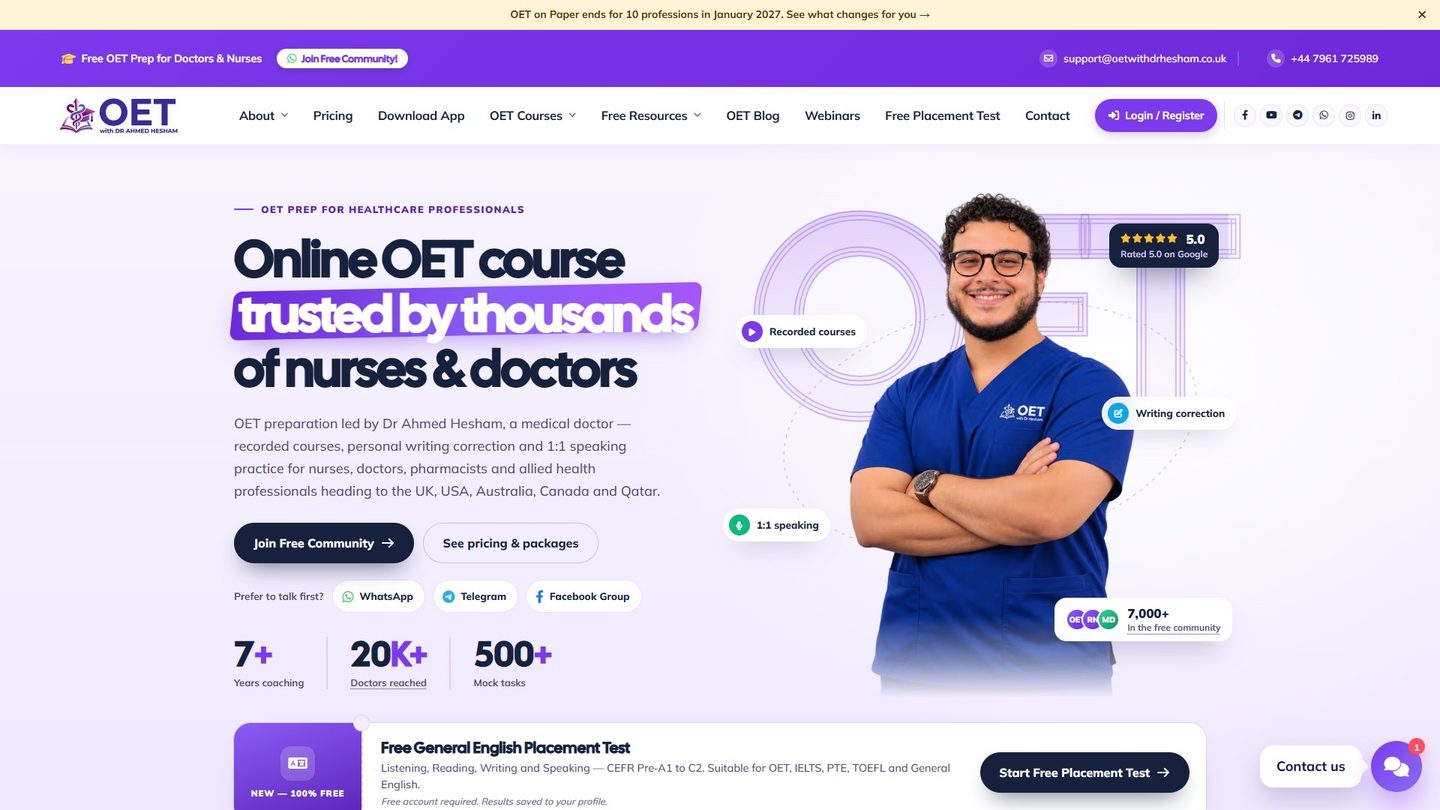 OET on Paper ends for 10 professions in January 2027. See what changes for you →
Free OET Prep for Doctors & Nurses
Join Free Community!
support@oetwithdrhesham.co.uk
+44 7961 725989
OET
with DR AHMED HESHAM
About
Pricing
Download App
OET Courses
Free Resources
OET Blog
Webinars
Free Placement Test
Contact
Login / Register
OET PREP FOR HEALTHCARE PROFESSIONALS
Online OET course
trusted by thousands
of nurses & doctors
OET preparation led by Dr Ahmed Hesham, a medical doctor —
recorded courses, personal writing correction and 1:1 speaking
practice for nurses, doctors, pharmacists and allied health
professionals heading to the UK, USA, Australia, Canada and Qatar.
Join Free Community →
See pricing & packages
Prefer to talk first?
WhatsApp
Telegram
Facebook Group
7+
Years coaching
20K+
Doctors reached
500+
Mock tasks
OET
5.0
Rated 5.0 on Google
Recorded courses
OET
with Dr Hesham
Writing correction
1:1 speaking
OET RN MD
7,000+
In the free community
NEW — 100% FREE
Free General English Placement Test
Listening, Reading, Writing and Speaking — CEFR Pre-A1 to C2. Suitable for OET, IELTS, PTE, TOEFL and General
English.
Free account required. Results saved to your profile.
Start Free Placement Test →
Contact us
1